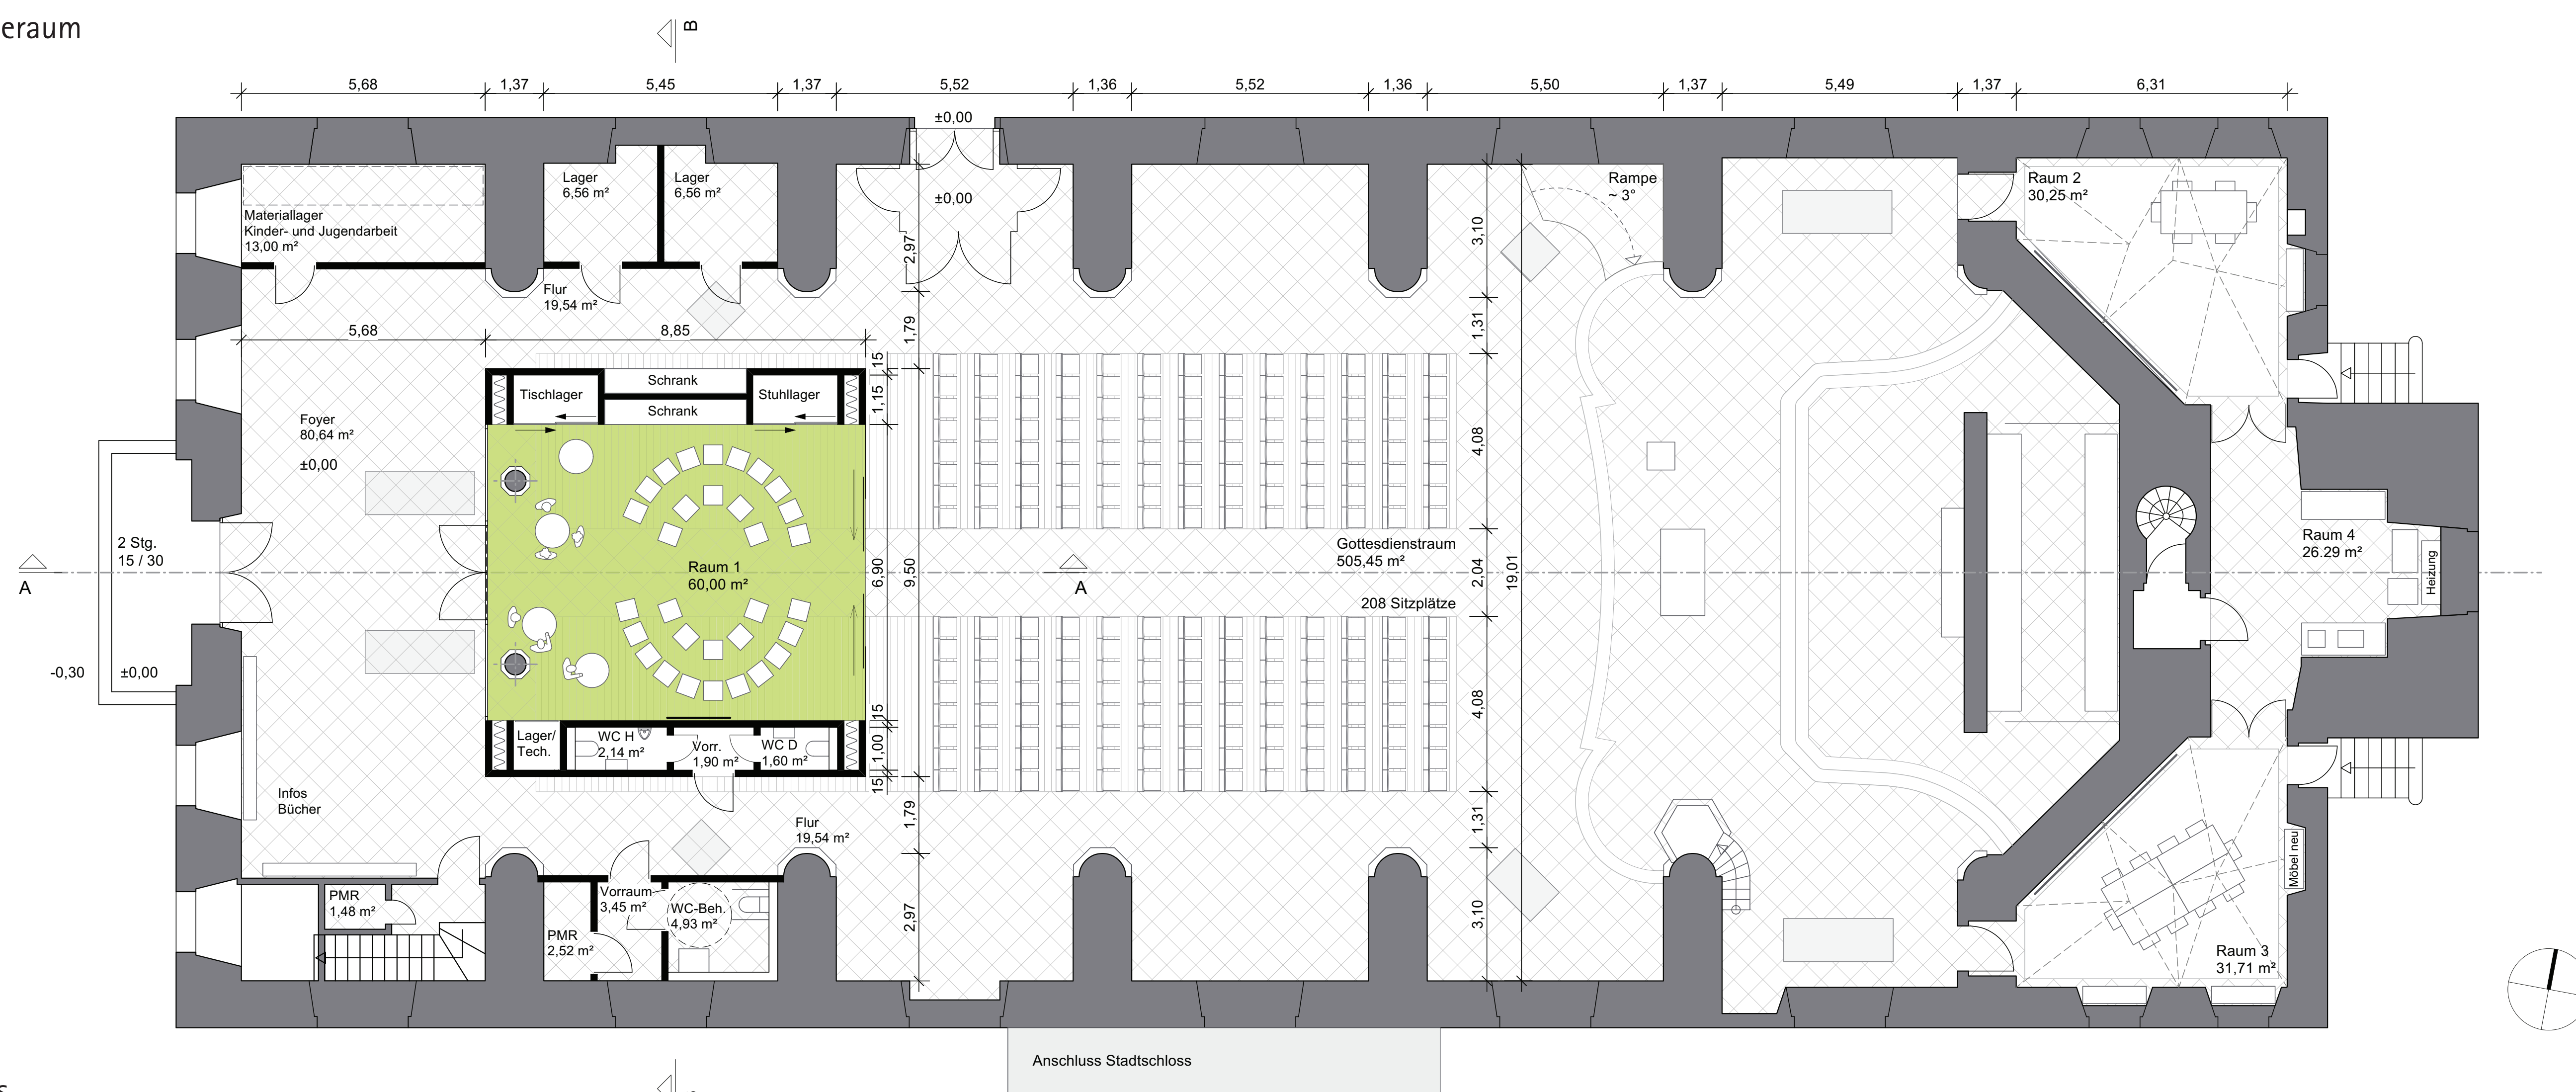 eraum
B
5,68
1,37
5,45
1,37
5,52
1,36
5,52
1,36
5,50
1,37
5,49
1,37
6,31
±0,00
Lager
6,56 m²
Lager
6,56 m²
Materiallager
Kinder- und Jugendarbeit
13,00 m²
±0,00
2,97
3,10
Rampe
~ 3°
Raum 2
30,25 m²
Flur
19,54 m²
5,68
8,85
1,79
1,31
15
1,15
Tischlager
Schrank
Schrank
Stuhllager
Foyer
80,64 m²
±0,00
4,08
2 Stg.
15 / 30
A
Raum 1
60,00 m²
6,90
9,50
A
Gottesdienstraum
505,45 m²
208 Sitzplätze
2,04
19,01
Raum 4
26.29 m²
Heizung
-0,30
±0,00
4,08
15
1,00
15
Lager/
Tech.
WC H
2,14 m²
Vorr.
1,90 m²
WC D
1,60 m²
Infos
Bücher
Flur
19,54 m²
1,79
1,31
Möbel neu
PMR
1,48 m²
Vorraum
3,45 m²
WC-Beh.
4,93 m²
PMR
2,52 m²
2,97
3,10
Raum 3
31,71 m²
Anschluss Stadtschloss